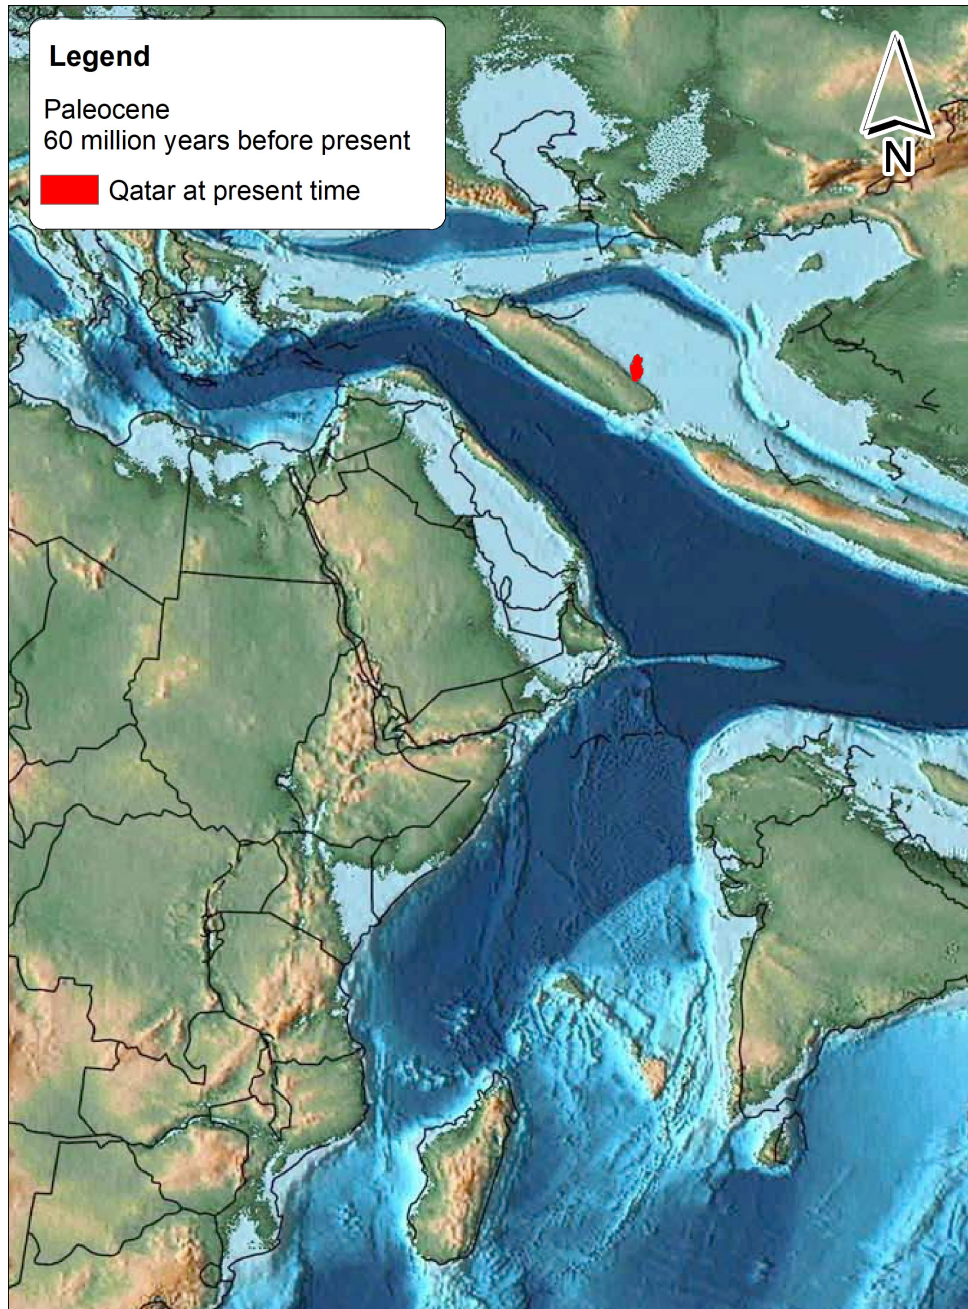 Legend
Paleocene
60 million years before present
Qatar at present time
N